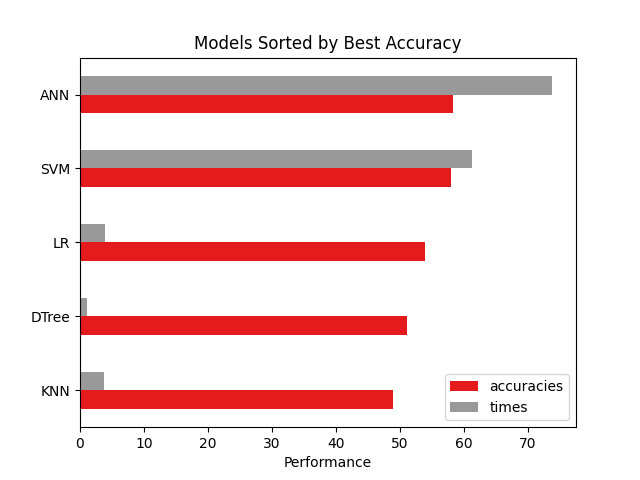 Models Sorted by Best Accuracy
ANN
SVM
LR
DTree
KNN
accuracies
times
0 10 20 30 40 50 60 70
Performance